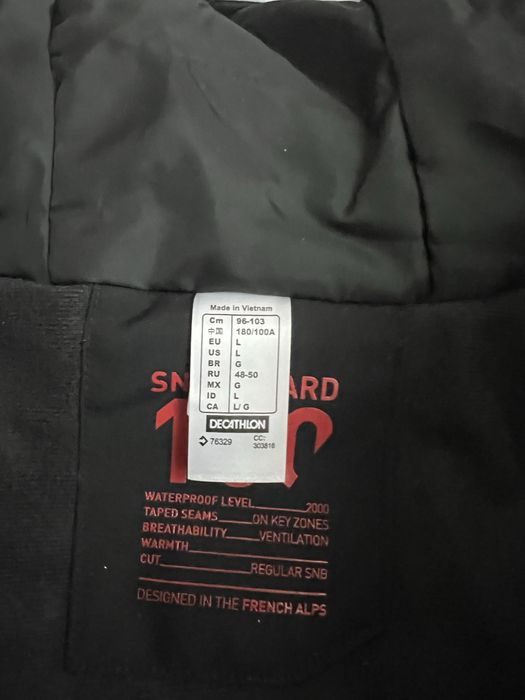 Made in Vietnam
Cm 96-103
中国 180/100A
EU L
US L
BR G
RU 48-50
MX G
ID L
CA L/G
DECATHLON
76329 CC: 303816
WATERPROOF LEVEL 2000
TAPED SEAMS ON KEY ZONES
BREATHABILITY VENTILATION
WARMTH
CUT REGULAR SNB
DESIGNED IN THE FRENCH ALPS